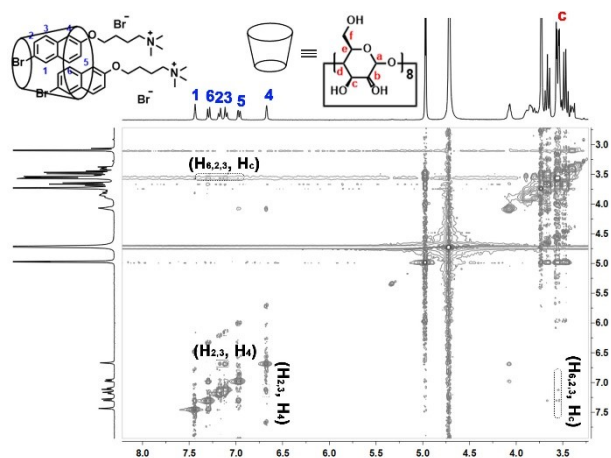 Br⁻
2 3 4 O N⁺
Br 1 6 5 O N⁺
Br
Br⁻
≡
OH
f
e O
d a O
HO c b OH
8
C
1 6 2 3 5 4
(H6,2,3, Hc)
(H2,3, H4)
(H2,3, H4)
(H6,2,3, Hc)
3.0
3.5
4.0
4.5
5.0
5.5
6.0
6.5
7.0
7.5
8.0 7.5 7.0 6.5 6.0 5.5 5.0 4.5 4.0 3.5